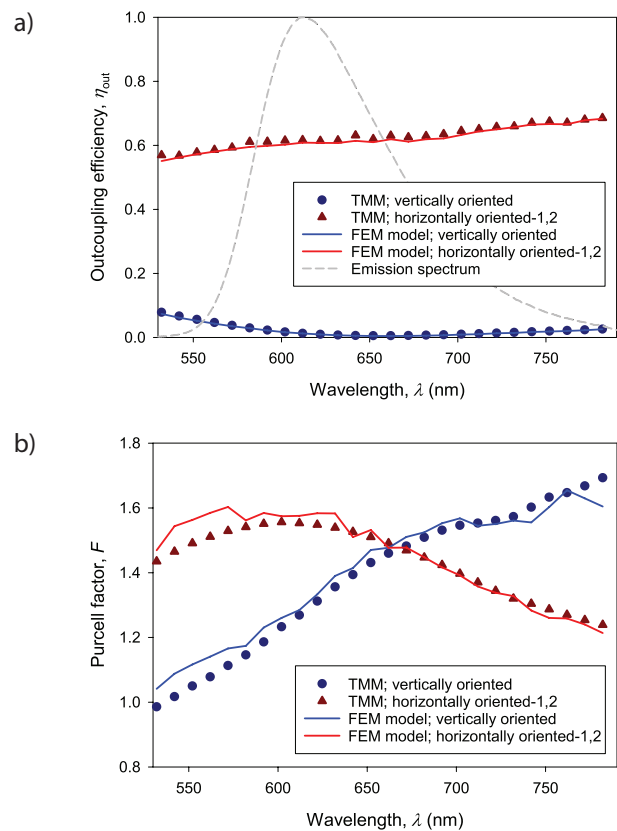 a)
1.0
0.8
0.6
0.4
0.2
0.0
Outcoupling efficiency, ηout
TMM; vertically oriented
TMM; horizontally oriented-1,2
FEM model; vertically oriented
FEM model; horizontally oriented-1,2
Emission spectrum
550 600 650 700 750
Wavelength, λ (nm)
b)
1.8
1.6
1.4
1.2
1.0
0.8
Purcell factor, F
TMM; vertically oriented
TMM; horizontally oriented-1,2
FEM model; vertically oriented
FEM model; horizontally oriented-1,2
550 600 650 700 750
Wavelength, λ (nm)